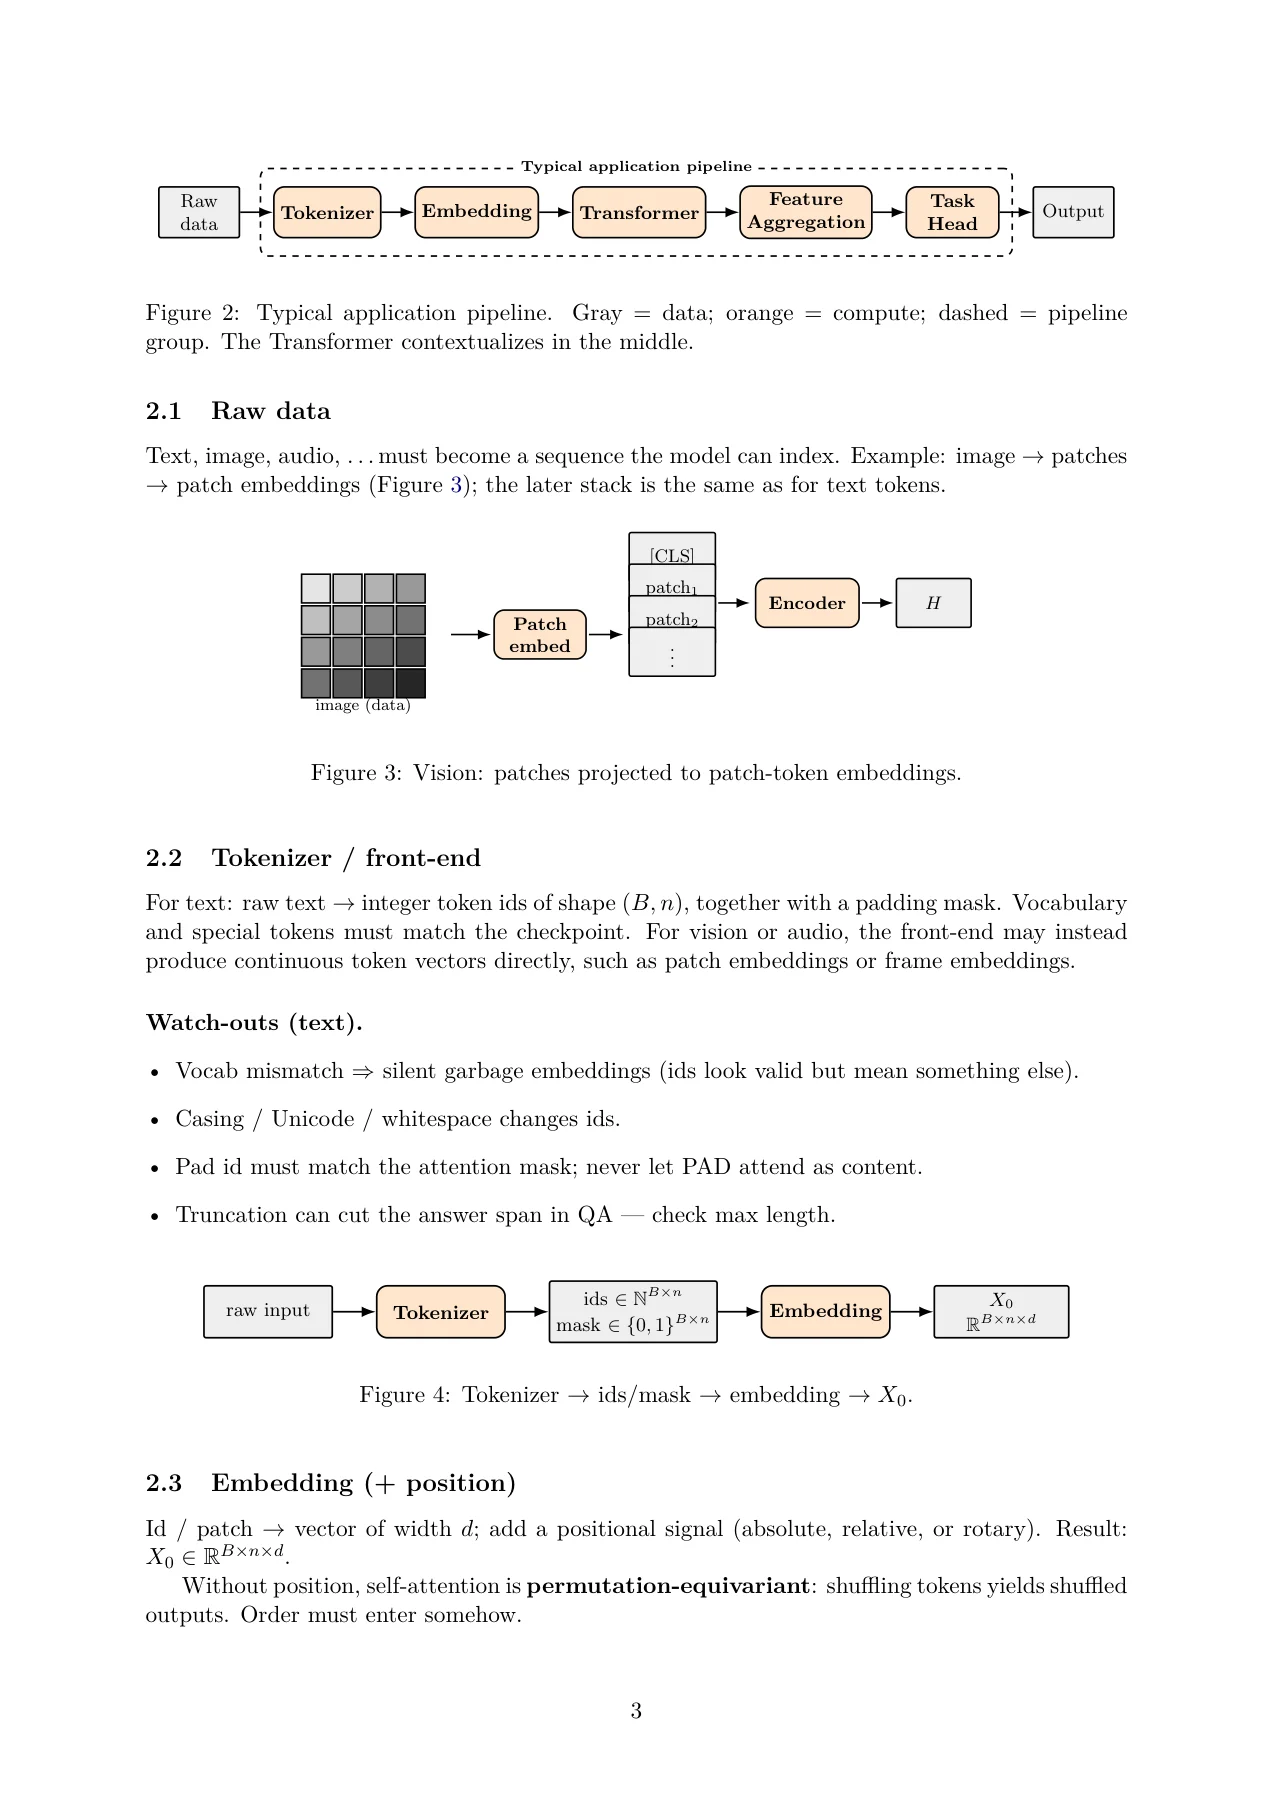 Typical application pipeline
Raw
data
Tokenizer
Embedding
Transformer
Feature
Aggregation
Task
Head
Output
Figure 2: Typical application pipeline. Gray = data; orange = compute; dashed = pipeline
group. The Transformer contextualizes in the middle.
2.1 Raw data
Text, image, audio, . . . must become a sequence the model can index. Example: image → patches
→ patch embeddings (Figure 3); the later stack is the same as for text tokens.
image (data)
Patch
embed
[CLS]
patch₁
patch₂
⋮
Encoder
H
Figure 3: Vision: patches projected to patch-token embeddings.
2.2 Tokenizer / front-end
For text: raw text → integer token ids of shape (B, n), together with a padding mask. Vocabulary
and special tokens must match the checkpoint. For vision or audio, the front-end may instead
produce continuous token vectors directly, such as patch embeddings or frame embeddings.
Watch-outs (text).
• Vocab mismatch ⇒ silent garbage embeddings (ids look valid but mean something else).
• Casing / Unicode / whitespace changes ids.
• Pad id must match the attention mask; never let PAD attend as content.
• Truncation can cut the answer span in QA — check max length.
raw input
Tokenizer
ids ∈ ℕ^{B×n}
mask ∈ {0, 1}^{B×n}
Embedding
X₀
ℝ^{B×n×d}
Figure 4: Tokenizer → ids/mask → embedding → X₀.
2.3 Embedding (+ position)
Id / patch → vector of width d; add a positional signal (absolute, relative, or rotary). Result:
X₀ ∈ ℝ^{B×n×d}.
Without position, self-attention is permutation-equivariant: shuffling tokens yields shuffled
outputs. Order must enter somehow.
3